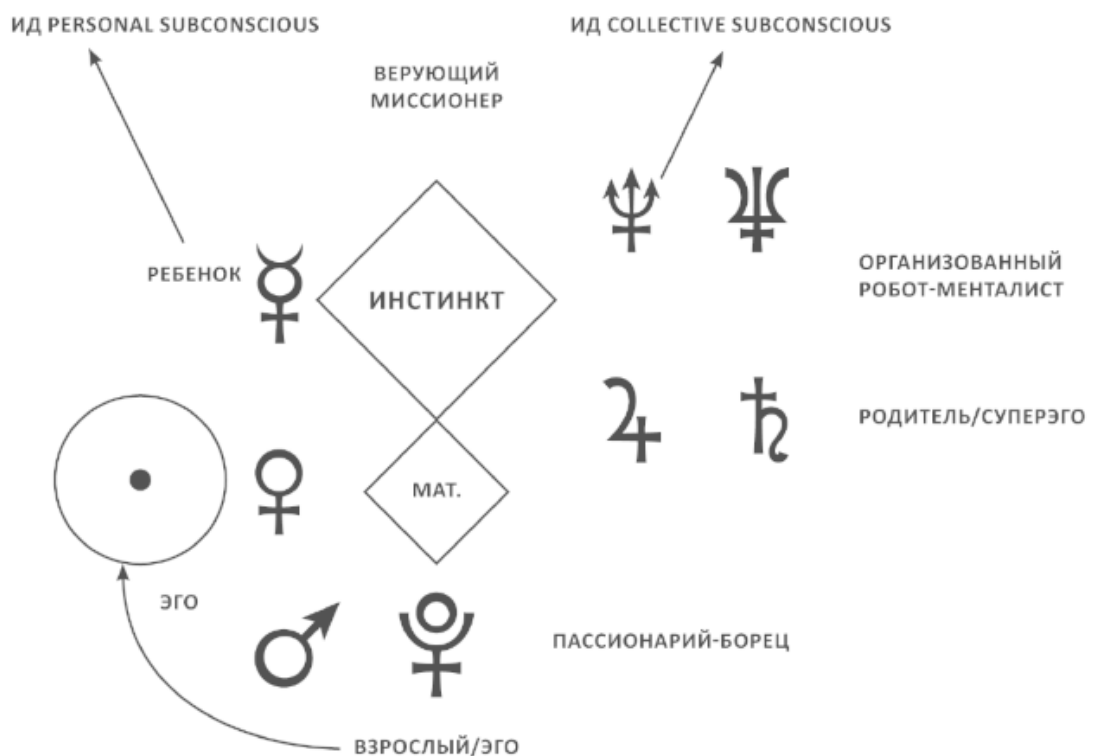 ИД PERSONAL SUBCONSCIOUS
ИД COLLECTIVE SUBCONSCIOUS
ВЕРУЮЩИЙ
МИССИОНЕР
РЕБЕНОК
ИНСТИНКТ
ОРГАНИЗОВАННЫЙ
РОБОТ-МЕНТАЛИСТ
РОДИТЕЛЬ/СУПЕРЭГО
МАТ.
ЭГО
ПАССИОНАРИЙ-БОРЕЦ
ВЗРОСЛЫЙ/ЭГО